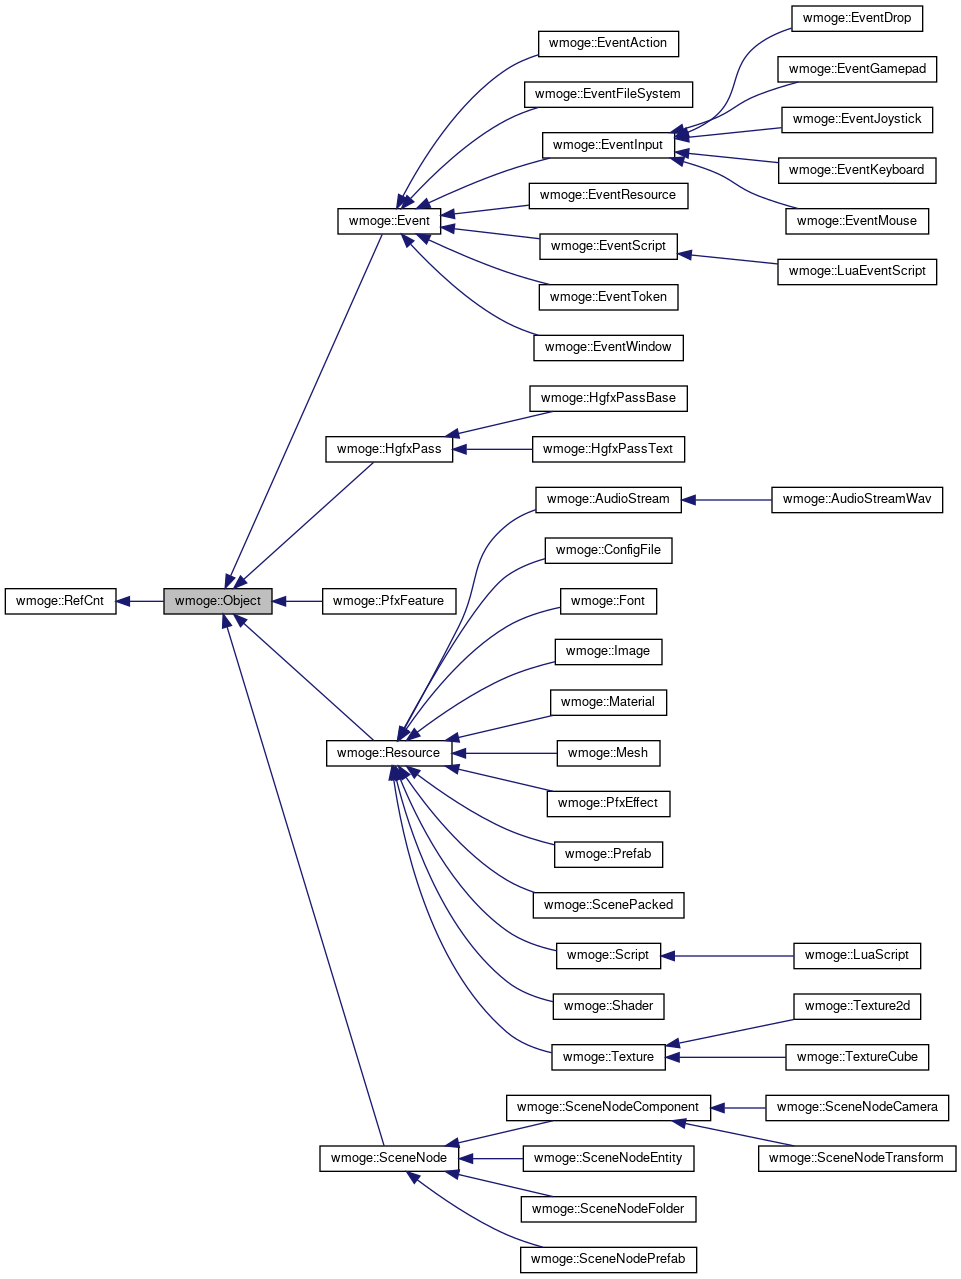 wmoge::EventDrop
wmoge::EventAction
wmoge::EventGamepad
wmoge::EventFileSystem
wmoge::EventJoystick
wmoge::EventInput
wmoge::EventKeyboard
wmoge::EventResource
wmoge::Event
wmoge::EventMouse
wmoge::EventScript
wmoge::LuaEventScript
wmoge::EventToken
wmoge::EventWindow
wmoge::HgfxPassBase
wmoge::HgfxPass
wmoge::HgfxPassText
wmoge::AudioStream
wmoge::AudioStreamWav
wmoge::ConfigFile
wmoge::RefCnt
wmoge::Object
wmoge::PfxFeature
wmoge::Font
wmoge::Image
wmoge::Material
wmoge::Resource
wmoge::Mesh
wmoge::PfxEffect
wmoge::Prefab
wmoge::ScenePacked
wmoge::Script
wmoge::LuaScript
wmoge::Shader
wmoge::Texture2d
wmoge::Texture
wmoge::TextureCube
wmoge::SceneNodeComponent
wmoge::SceneNodeCamera
wmoge::SceneNode
wmoge::SceneNodeEntity
wmoge::SceneNodeTransform
wmoge::SceneNodeFolder
wmoge::SceneNodePrefab